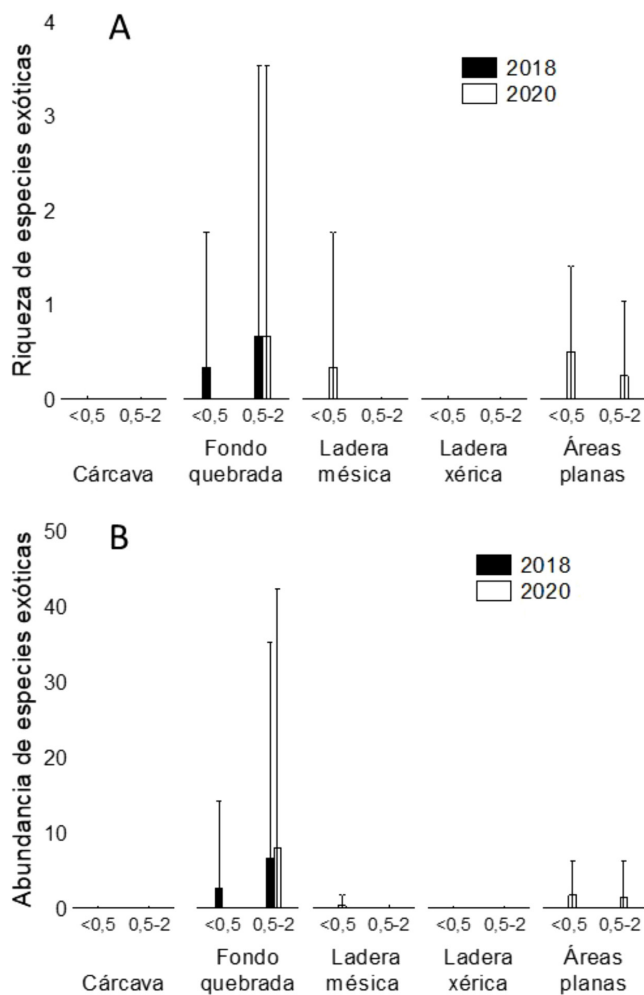 A
Riqueza de especies exóticas
4
3
2
1
0
2018
2020
<0,5 0,5-2 <0,5 0,5-2 <0,5 0,5-2 <0,5 0,5-2 <0,5 0,5-2
Cárcava
Fondo
quebrada
Ladera
mésica
Ladera
xérica
Áreas
planas
B
Abundancia de especies exóticas
50
40
30
20
10
0
2018
2020
<0,5 0,5-2 <0,5 0,5-2 <0,5 0,5-2 <0,5 0,5-2 <0,5 0,5-2
Cárcava
Fondo
quebrada
Ladera
mésica
Ladera
xérica
Áreas
planas